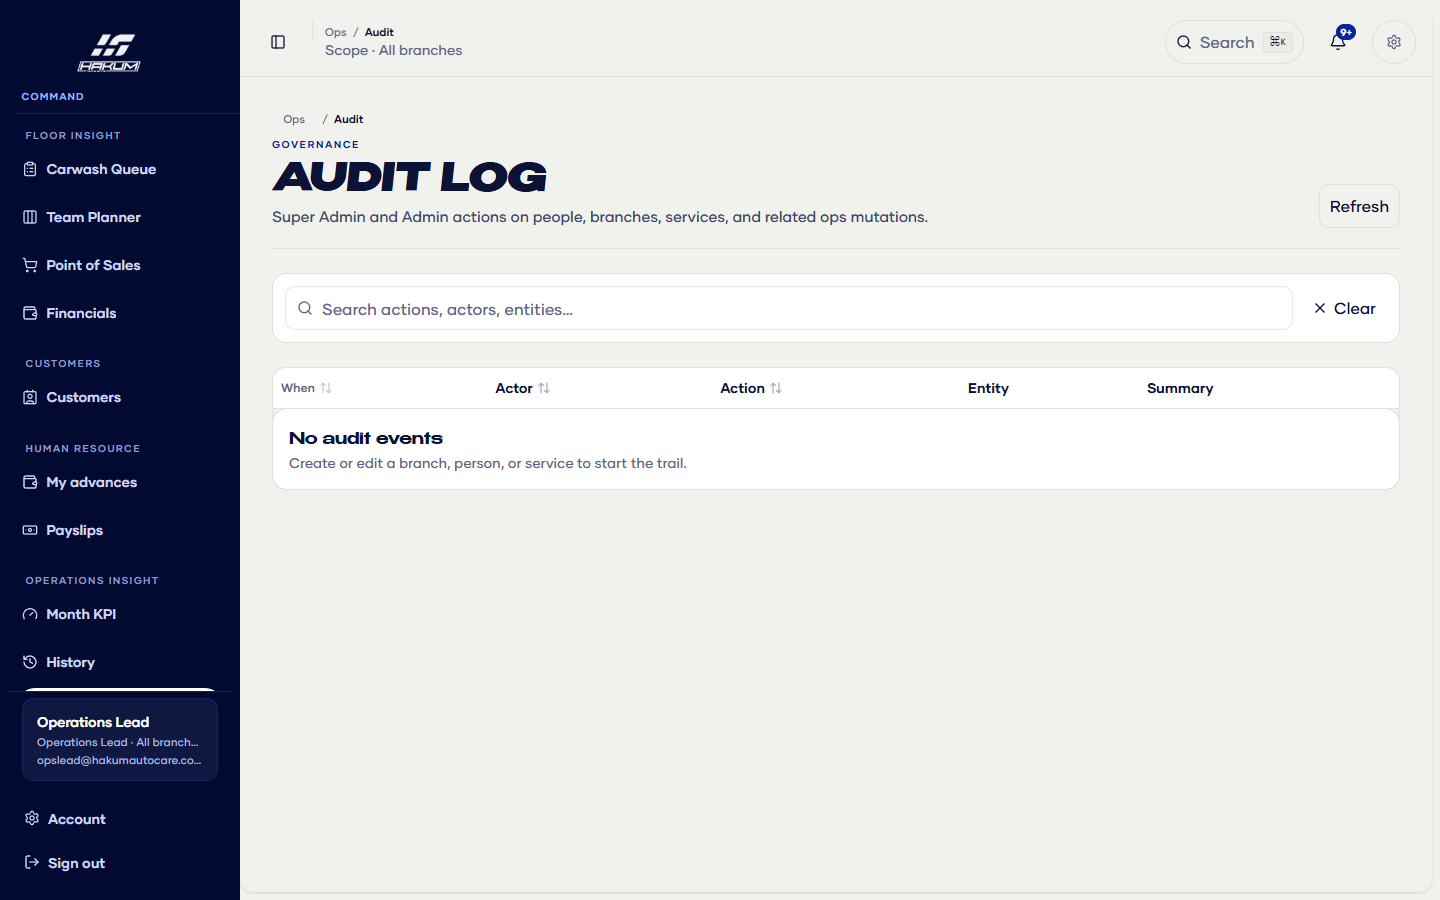 HAKUM
COMMAND
FLOOR INSIGHT
Carwash Queue
Team Planner
Point of Sales
Financials
CUSTOMERS
Customers
HUMAN RESOURCE
My advances
Payslips
OPERATIONS INSIGHT
Month KPI
History
Operations Lead
Operations Lead · All branch...
opslead@hakumautocare.co...
Account
Sign out
Ops / Audit
Scope · All branches
Search ⌘K
9+
Ops / Audit
GOVERNANCE
AUDIT LOG
Super Admin and Admin actions on people, branches, services, and related ops mutations.
Refresh
Search actions, actors, entities...
Clear
When Actor Action Entity Summary
No audit events
Create or edit a branch, person, or service to start the trail.